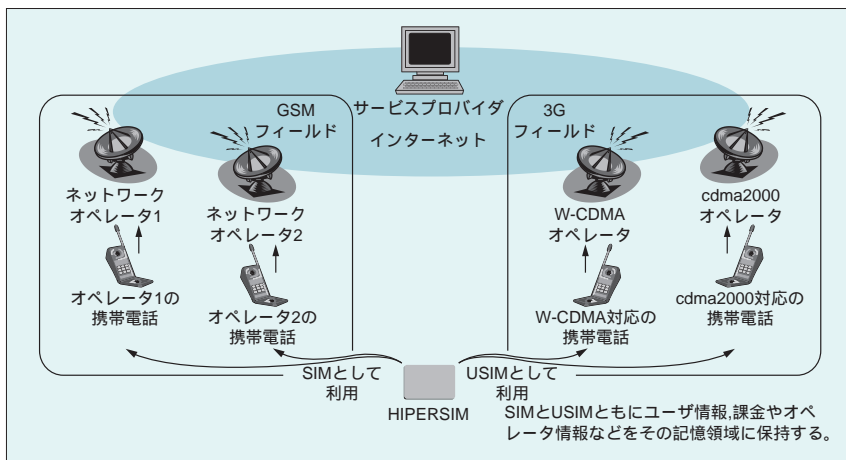 サービスプロバイダ
インターネット
GSM
フィールド
3G
フィールド
ネットワーク
オペレータ1
ネットワーク
オペレータ2
W-CDMA
オペレータ
cdma2000
オペレータ
オペレータ1の
携帯電話
オペレータ2の
携帯電話
W-CDMA対応の
携帯電話
cdma2000対応の
携帯電話
SIMとして
利用
USIMとして
利用
HIPERSIM
SIMとUSIMともにユーザ情報,課金やオペ
レータ情報などをその記憶領域に保持する。